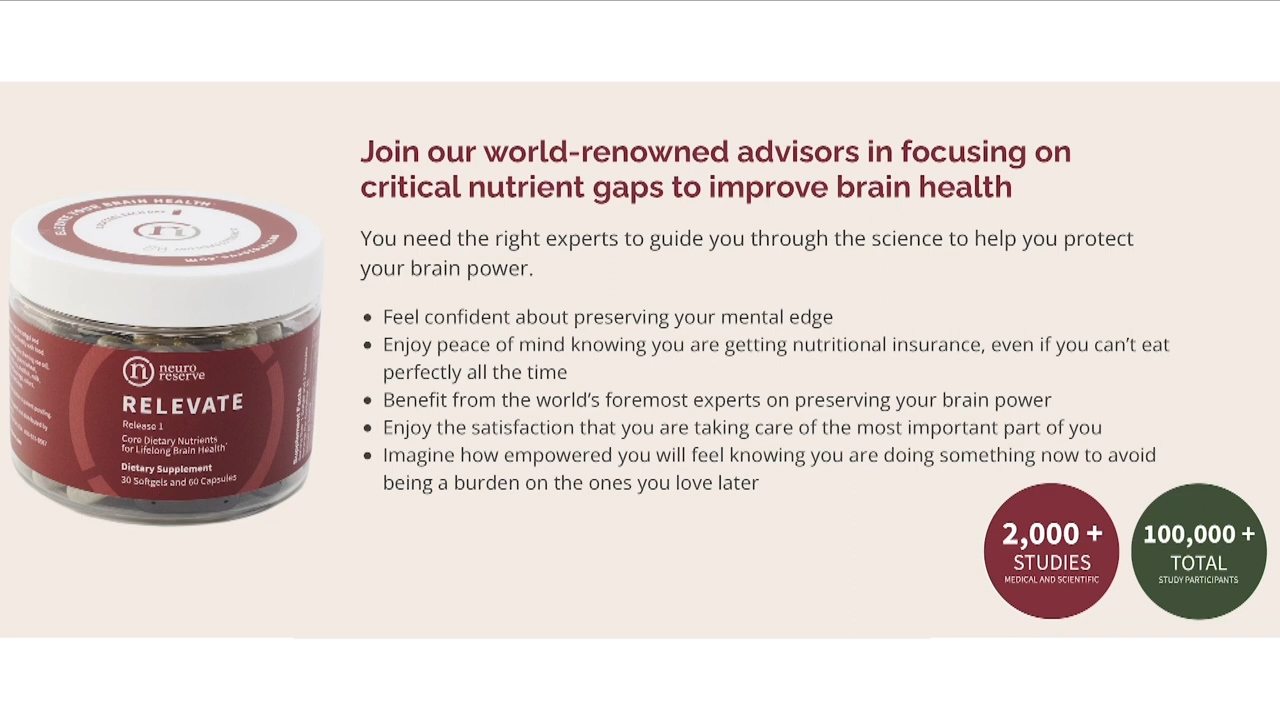 Join our world-renowned advisors in focusing on
critical nutrient gaps to improve brain health
You need the right experts to guide you through the science to help you protect
your brain power.
• Feel confident about preserving your mental edge
• Enjoy peace of mind knowing you are getting nutritional insurance, even if you can't eat
perfectly all the time
• Benefit from the world's foremost experts on preserving your brain power
• Enjoy the satisfaction that you are taking care of the most important part of you
• Imagine how empowered you will feel knowing you are doing something now to avoid
being a burden on the ones you love later
YOUR BRAIN HEALTH
neuro
reserve
RELEVATE
Release 1
Core Dietary Nutrients
for Lifelong Brain Health*
Dietary Supplement
30 Softgels and 60 Capsules
2,000 +
STUDIES
MEDICAL AND SCIENTIFIC
100,000 +
TOTAL
STUDY PARTICIPANTS